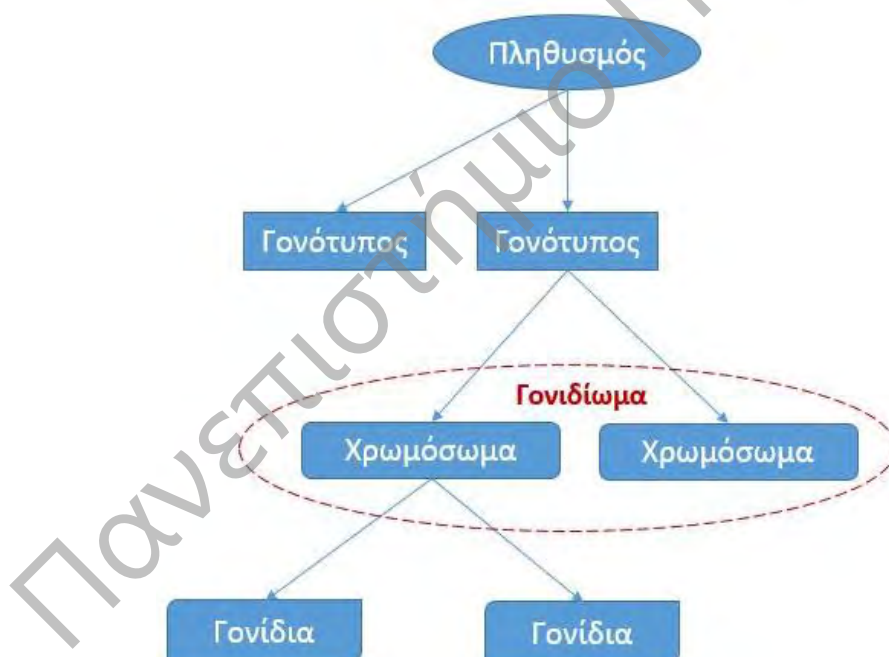 Πληθυσμός
Γονότυπος
Γονότυπος
Γονιδίωμα
Χρωμόσωμα
Χρωμόσωμα
Γονίδια
Γονίδια
Πανεπιστήμιο